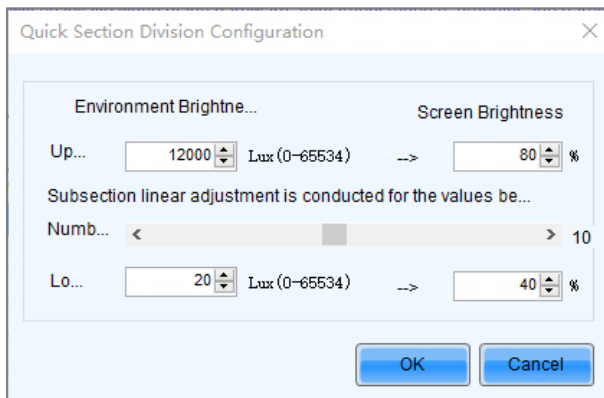 Quick Section Division Configuration
Environment Brightne... Screen Brightness
Up... 12000 Lux(0-65534) --> 80 %
Subsection linear adjustment is conducted for the values be...
Numb... 10
Lo... 20 Lux(0-65534) --> 40 %
OK Cancel